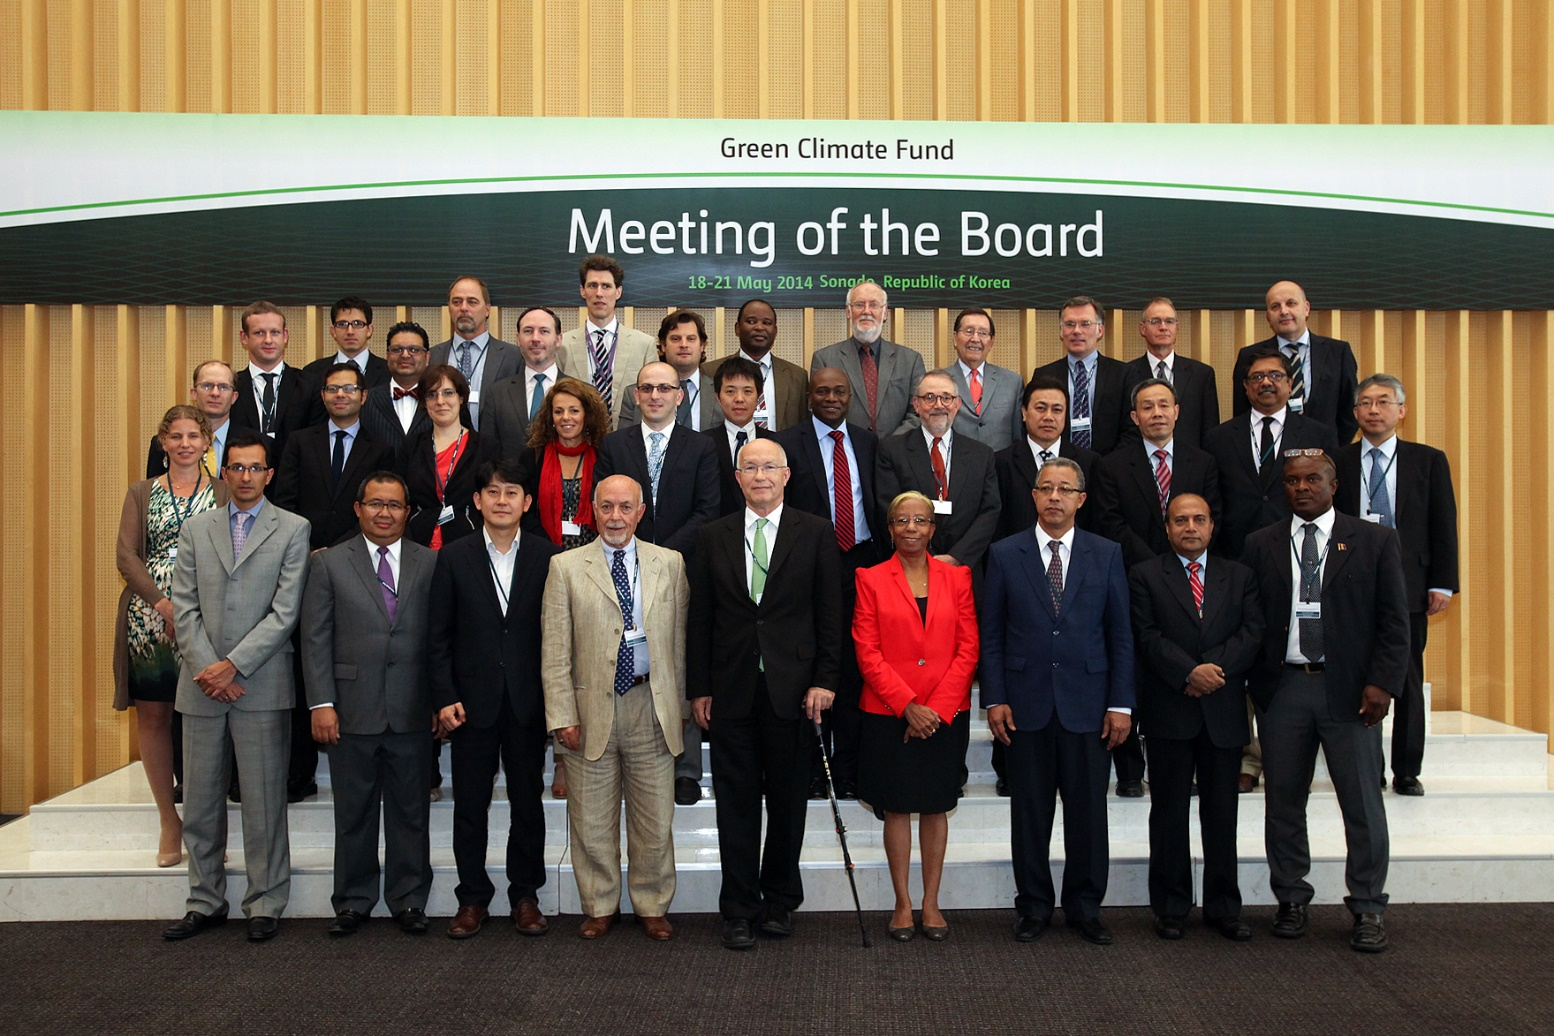 Green Climate Fund
Meeting of the Board
18-21 May 2014 Songdo, Republic of Korea